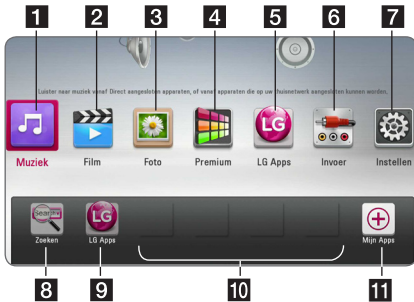 1 2 3 4 5 6 7
Luister naar muziek vanaf Direct aangesloten apparaten, of vanaf apparaten die op uw thuisnetwerk aangesloten kunnen worden.
LG
Muziek Film Foto Premium LG Apps Invoer Instellen
Search LG
Zoeken LG Apps Mijn Apps
8 9 10 11